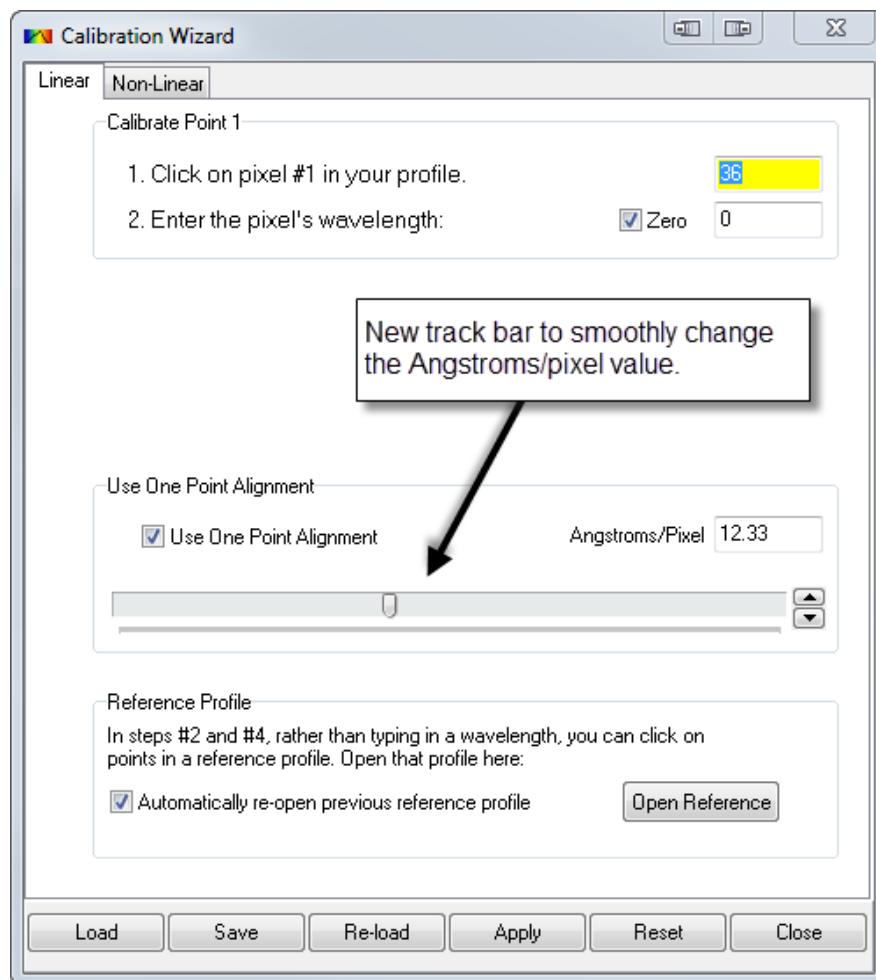 Calibration Wizard
Linear
Non-Linear
Calibrate Point 1
1. Click on pixel #1 in your profile.
36
2. Enter the pixel's wavelength:
Zero
0
New track bar to smoothly change
the Angstroms/pixel value.
Use One Point Alignment
Use One Point Alignment
Angstroms/Pixel
12.33
Reference Profile
In steps #2 and #4, rather than typing in a wavelength, you can click on
points in a reference profile. Open that profile here:
Automatically re-open previous reference profile
Open Reference
Load
Save
Re-load
Apply
Reset
Close